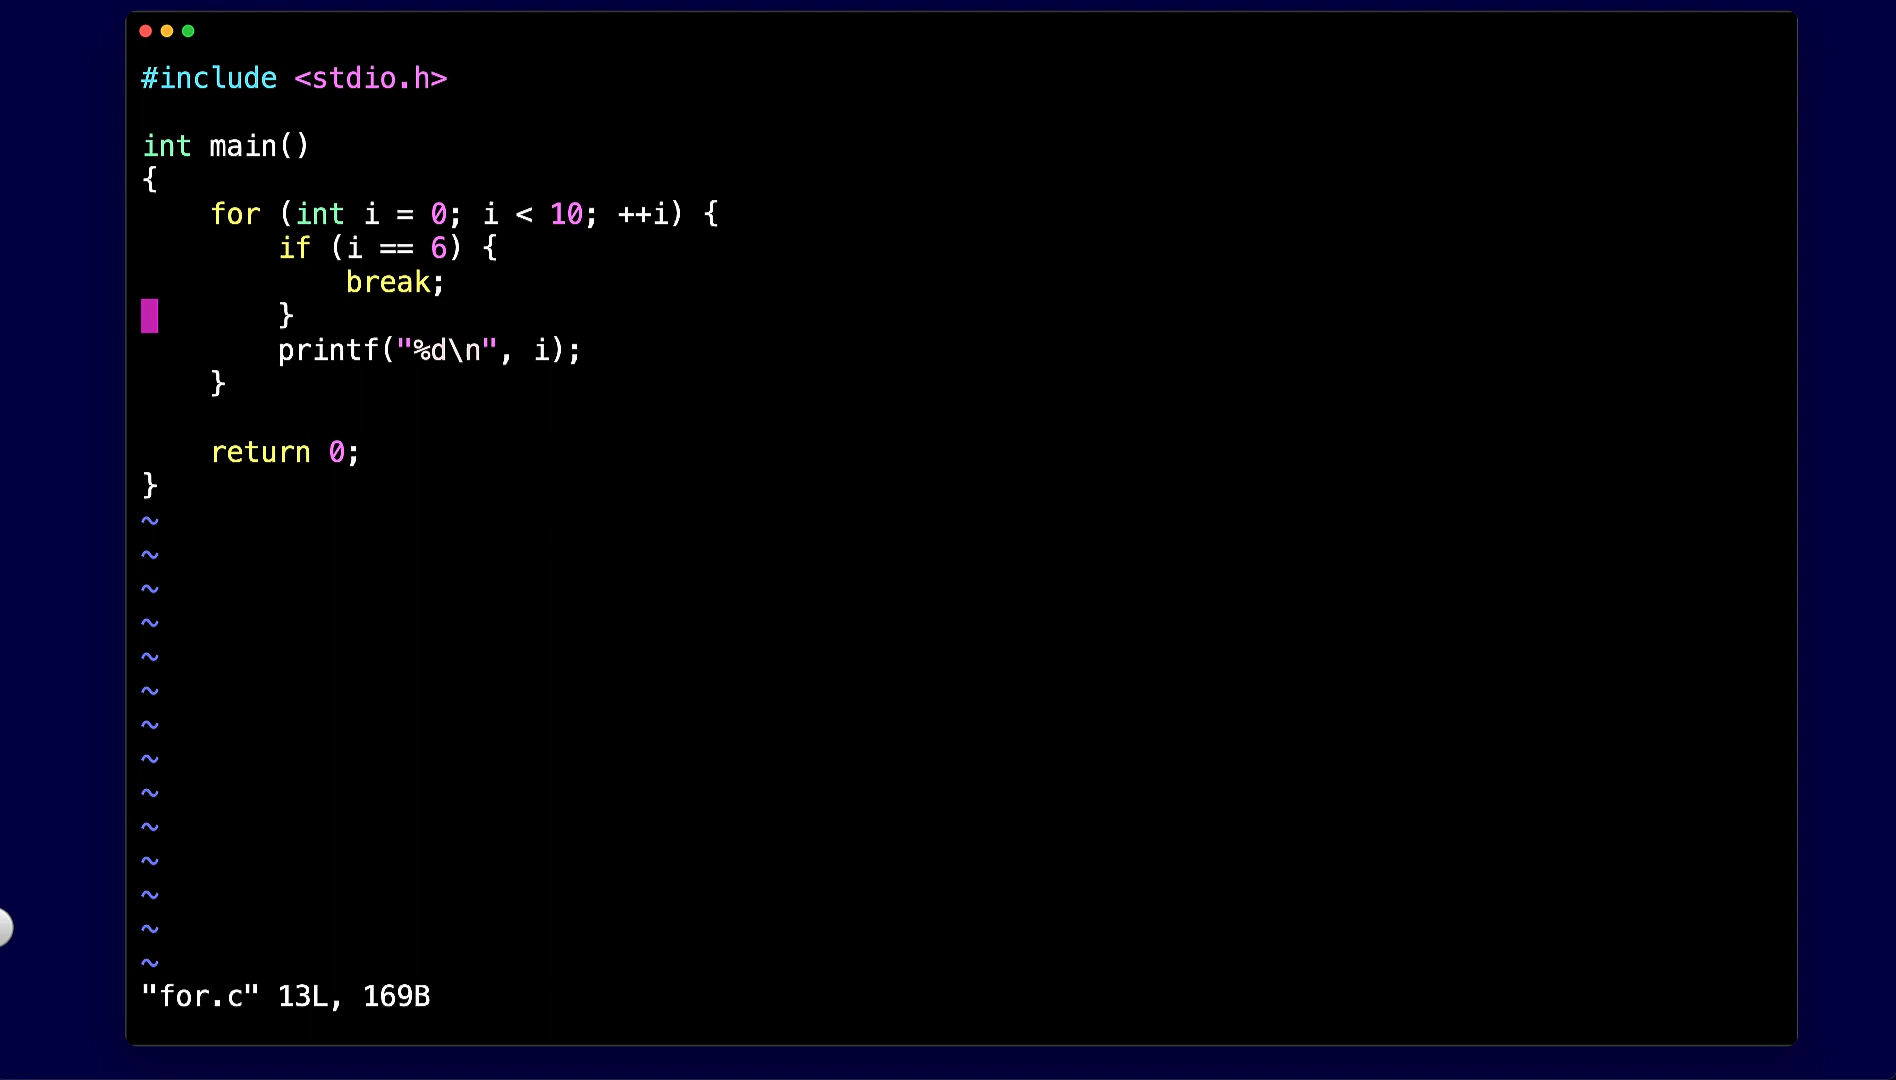 #include <stdio.h>

int main()
{
    for (int i = 0; i < 10; ++i) {
        if (i == 6) {
            break;
        }
        printf("%d\n", i);
    }

    return 0;
}
~
~
~
~
~
~
~
~
~
~
~
~
~
~
"for.c" 13L, 169B